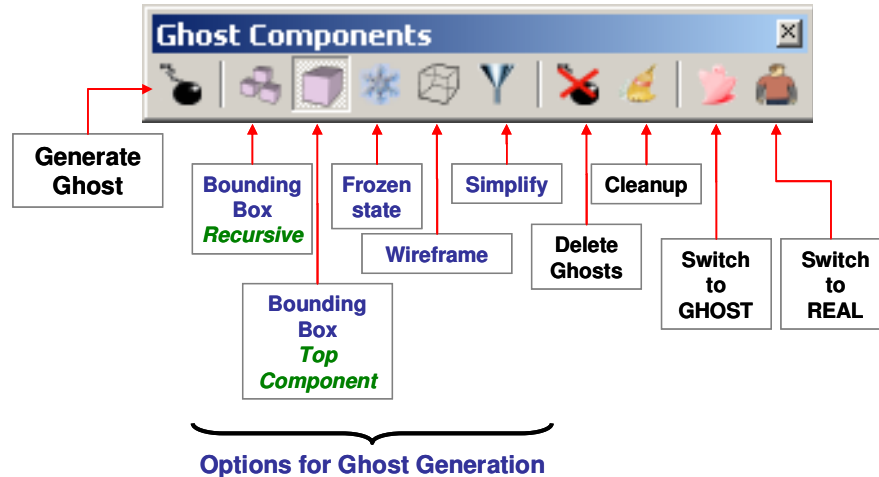 Ghost Components
Generate
Ghost
Bounding
Box
Recursive
Frozen
state
Simplify
Cleanup
Wireframe
Delete
Ghosts
Switch
to
GHOST
Switch
to
REAL
Bounding
Box
Top
Component
Options for Ghost Generation